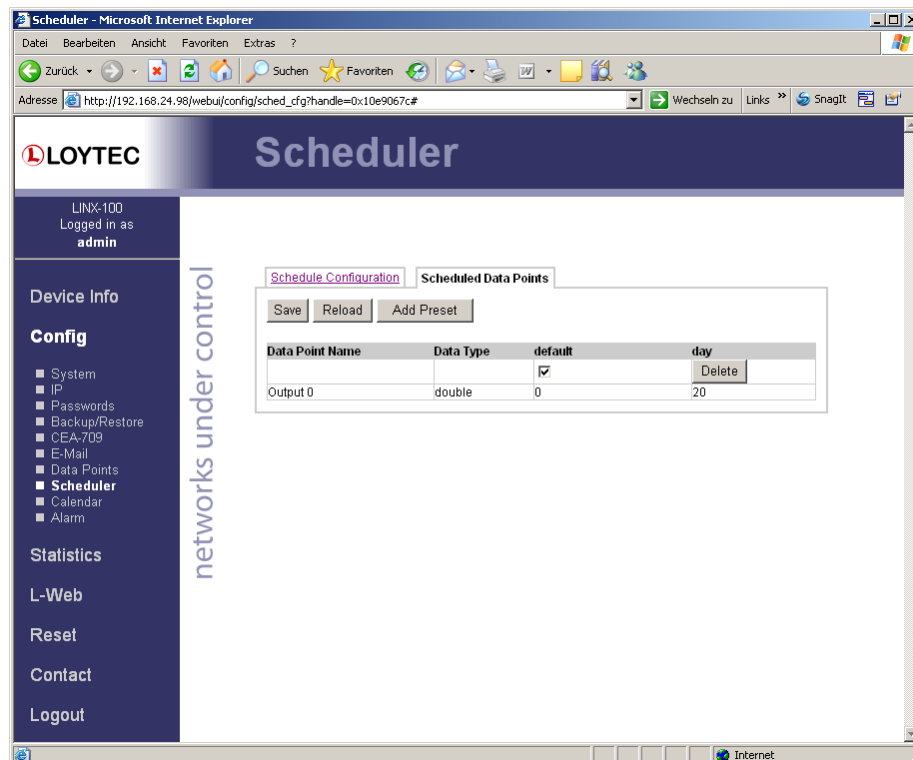 Scheduler - Microsoft Internet Explorer
Datei Bearbeiten Ansicht Favoriten Extras ?
Zurück Suchen Favoriten
Adresse http://192.168.24.98/webui/config/sched_cfg?handle=0x10e9067c# Wechseln zu Links » SnagIt
LOYTEC
Scheduler
LINX-100
Logged in as
admin
Device Info
Config
System
IP
Passwords
Backup/Restore
CEA-709
E-Mail
Data Points
Scheduler
Calendar
Alarm
Statistics
L-Web
Reset
Contact
Logout
networks under control
Schedule Configuration Scheduled Data Points
Save Reload Add Preset
Data Point Name Data Type default day
Delete
Output 0 double 0 20
Internet